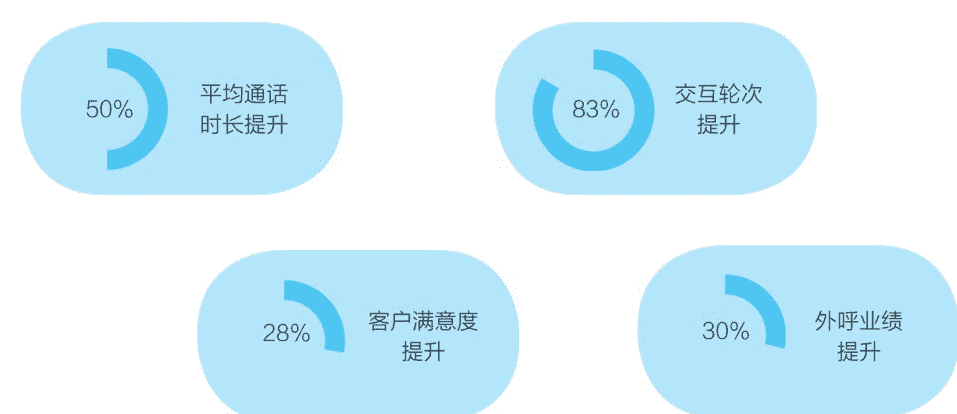 50%
平均通话
时长提升
83%
交互轮次
提升
28%
客户满意度
提升
30%
外呼业绩
提升